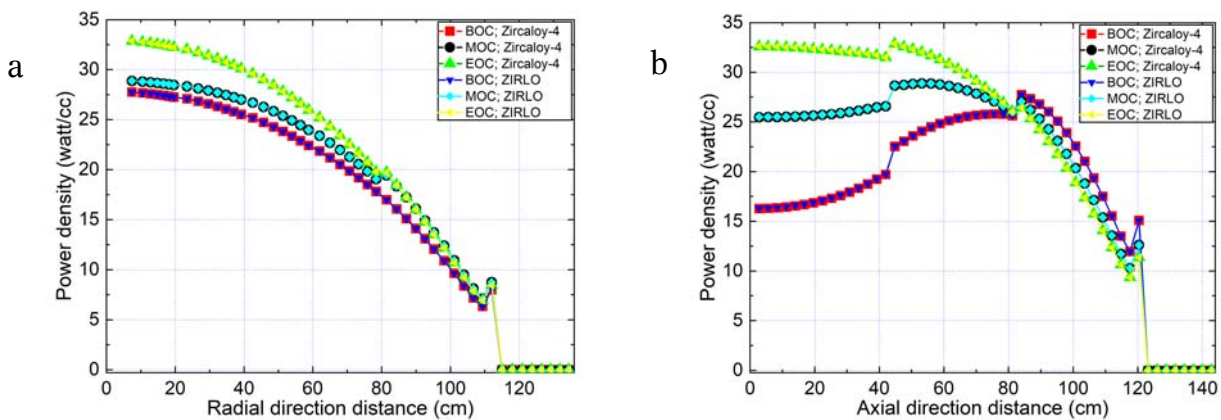 a
Power density (watt/cc)
35
30
25
20
15
10
5
0
BOC; Zircaloy-4
MOC; Zircaloy-4
EOC; Zircaloy-4
BOC; ZIRLO
MOC; ZIRLO
EOC; ZIRLO
0 20 40 60 80 100 120
Radial direction distance (cm)
b
Power density (watt/cc)
35
30
25
20
15
10
5
0
BOC; Zircaloy-4
MOC; Zircaloy-4
EOC; Zircaloy-4
BOC; ZIRLO
MOC; ZIRLO
EOC; ZIRLO
0 20 40 60 80 100 120 140
Axial direction distance (cm)